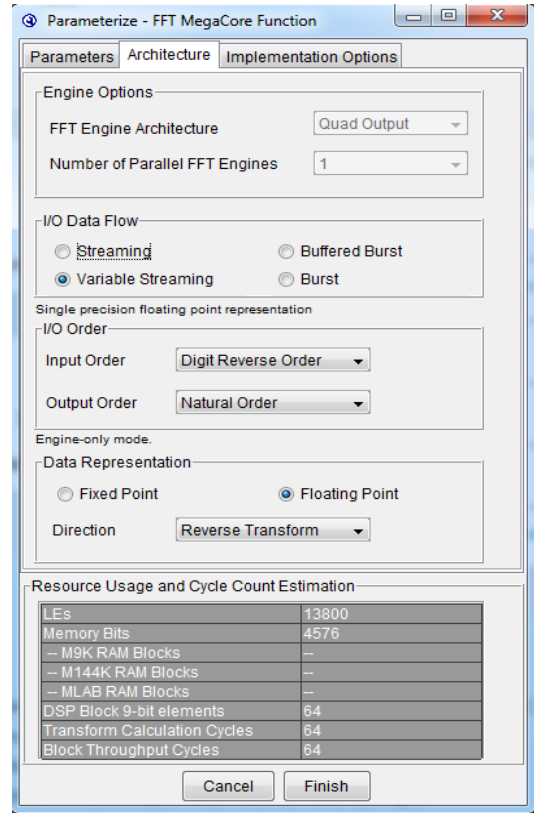 Parameterize - FFT MegaCore Function
Parameters Architecture Implementation Options
Engine Options
FFT Engine Architecture Quad Output
Number of Parallel FFT Engines 1
I/O Data Flow
Streaming Buffered Burst
Variable Streaming Burst
Single precision floating point representation
I/O Order
Input Order Digit Reverse Order
Output Order Natural Order
Engine-only mode.
Data Representation
Fixed Point Floating Point
Direction Reverse Transform
Resource Usage and Cycle Count Estimation
LEs 13800
Memory Bits 4576
-- M9K RAM Blocks --
-- M144K RAM Blocks --
-- MLAB RAM Blocks --
DSP Block 9-bit elements 64
Transform Calculation Cycles 64
Block Throughput Cycles 64
Cancel Finish